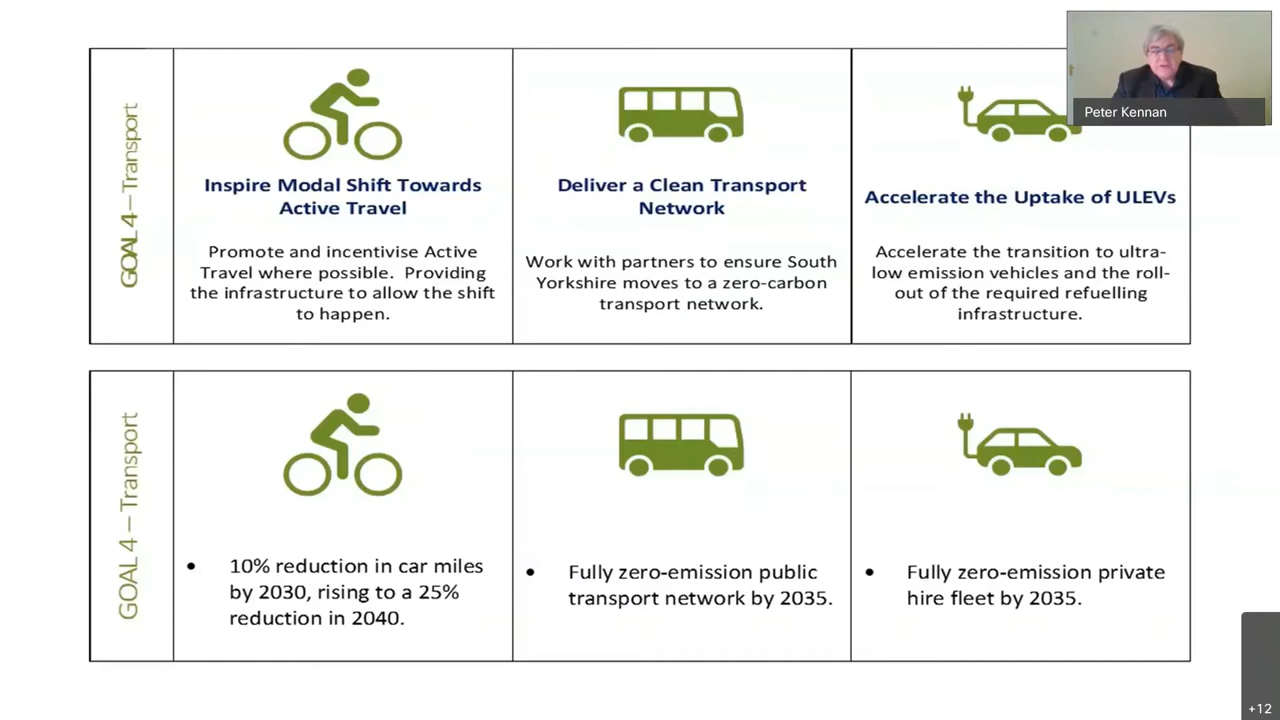 GOAL 4 – Transport
Inspire Modal Shift Towards
Active Travel
Promote and incentivise Active
Travel where possible. Providing
the infrastructure to allow the shift
to happen.
Deliver a Clean Transport
Network
Work with partners to ensure South
Yorkshire moves to a zero-carbon
transport network.
Accelerate the Uptake of ULEVs
Accelerate the transition to ultra-
low emission vehicles and the roll-
out of the required refuelling
infrastructure.
Peter Kennan
GOAL 4 – Transport
• 10% reduction in car miles
by 2030, rising to a 25%
reduction in 2040.
• Fully zero-emission public
transport network by 2035.
• Fully zero-emission private
hire fleet by 2035.
+12